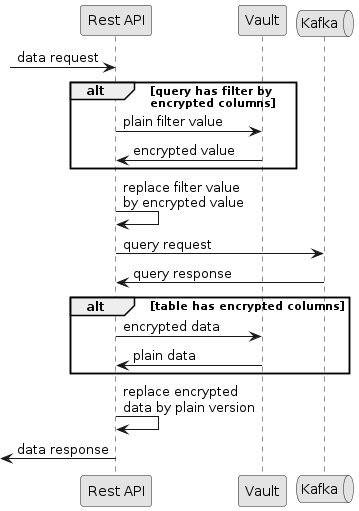 Rest API
Vault
Kafka
data request
alt
[query has filter by
encrypted columns]
plain filter value
encrypted value
replace filter value
by encrypted value
query request
query response
alt
[table has encrypted columns]
encrypted data
plain data
replace encrypted
data by plain version
data response
Rest API
Vault
Kafka